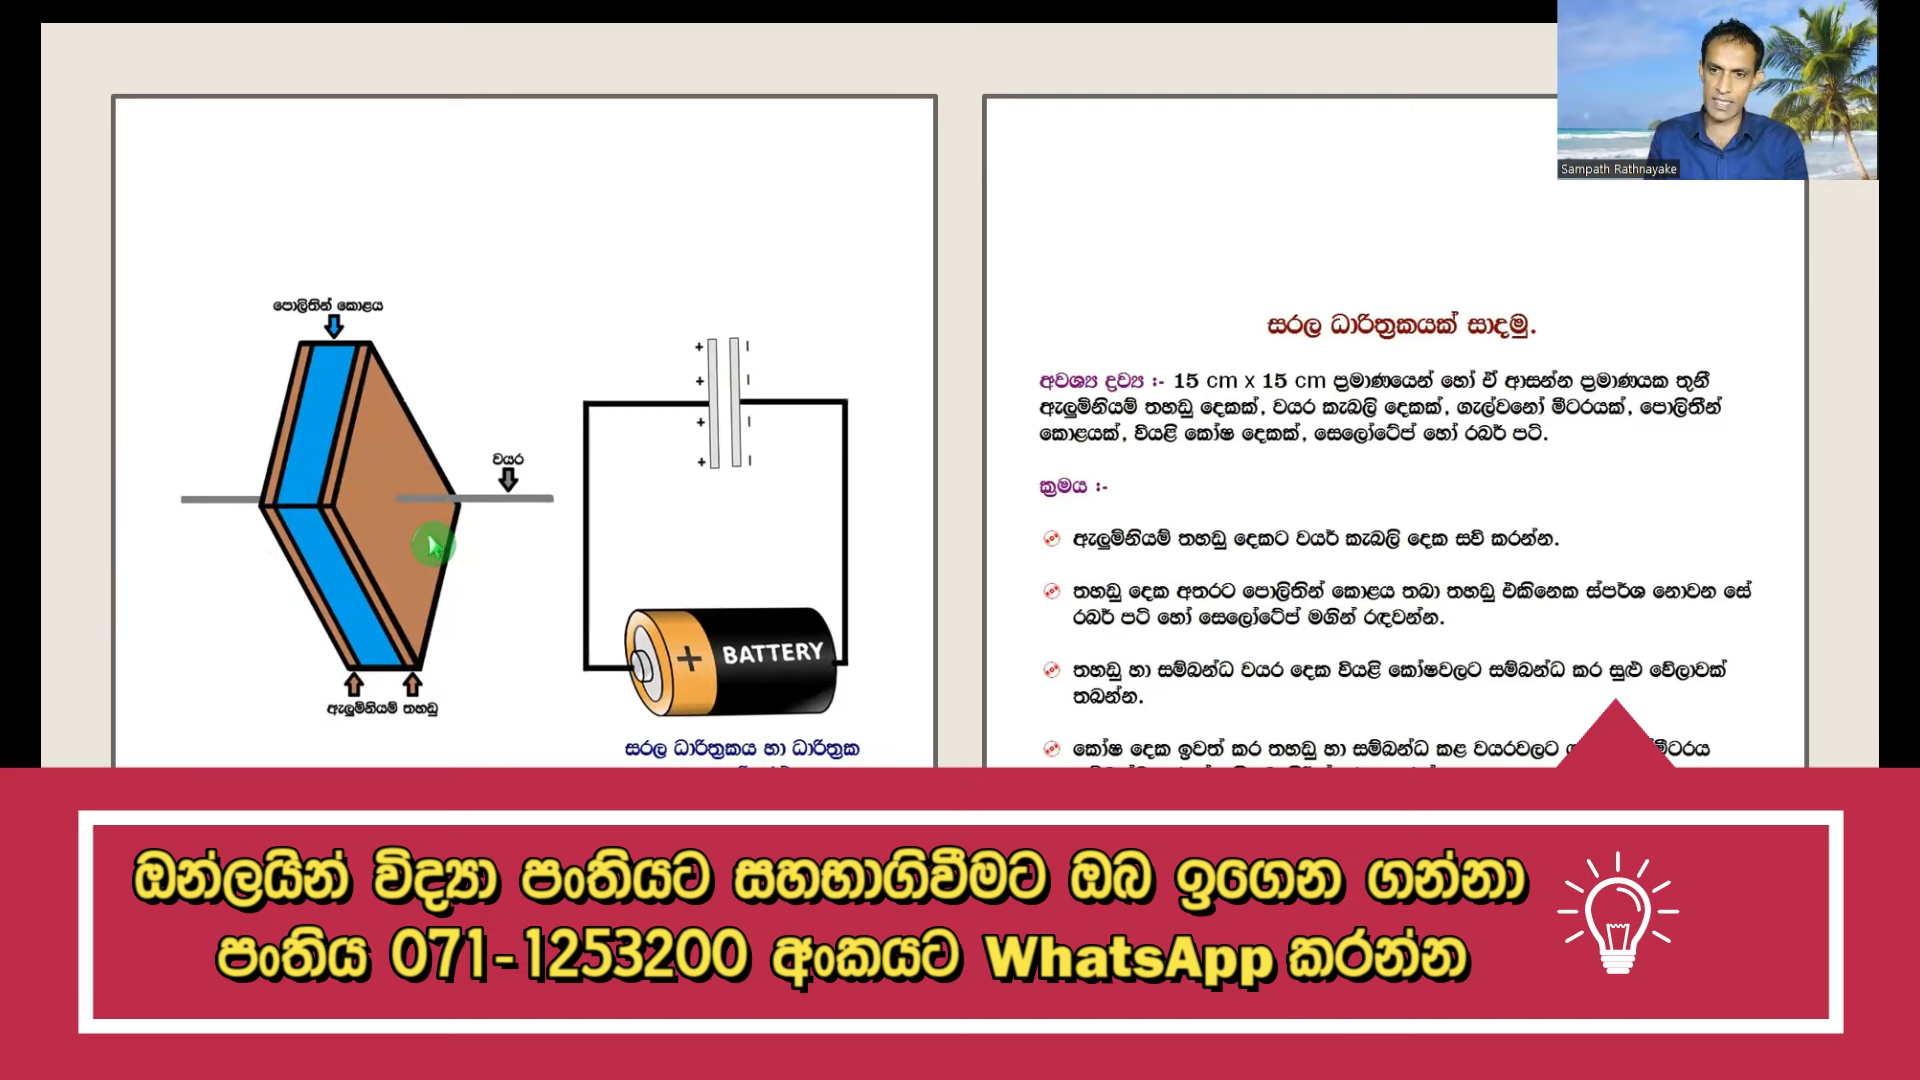 Sampath Rathnayake
පොලිතින් කොළය
වයර
ඇලුමිනියම් තහඩු
+
+
+
+
+ BATTERY
සරල ධාරිත්‍රකය හා ධාරිත්‍රක
සරල ධාරිත්‍රකයක් සාදමු.
අවශ්‍ය ද්‍රව්‍ය :- 15 cm x 15 cm ප්‍රමාණයෙන් හෝ ඒ ආසන්න ප්‍රමාණයක තුනී
ඇලුමිනියම් තහඩු දෙකක්, වයර කැබලි දෙකක්, ගැල්වනෝ මීටරයක්, පොලිතීන්
කොළයක්, වියළි කෝෂ දෙකක්, සෙලෝටේප් හෝ රබර් පටි.
ක්‍රමය :-
ඇලුමිනියම් තහඩු දෙකට වයර් කැබලි දෙක සවි කරන්න.
තහඩු දෙක අතරට පොලිතින් කොළය තබා තහඩු එකිනෙක ස්පර්ශ නොවන සේ
රබර් පටි හෝ සෙලෝටේප් මගින් රඳවන්න.
තහඩු හා සම්බන්ධ වයර දෙක වියළි කෝෂවලට සම්බන්ධ කර සුළු වේලාවක්
තබන්න.
කෝෂ දෙක ඉවත් කර තහඩු හා සම්බන්ධ කළ වයරවලට
ඔන්ලයින් විද්‍යා පංතියට සහභාගිවීමට ඔබ ඉගෙන ගන්නා
පංතිය 071-1253200 අංකයට WhatsApp කරන්න